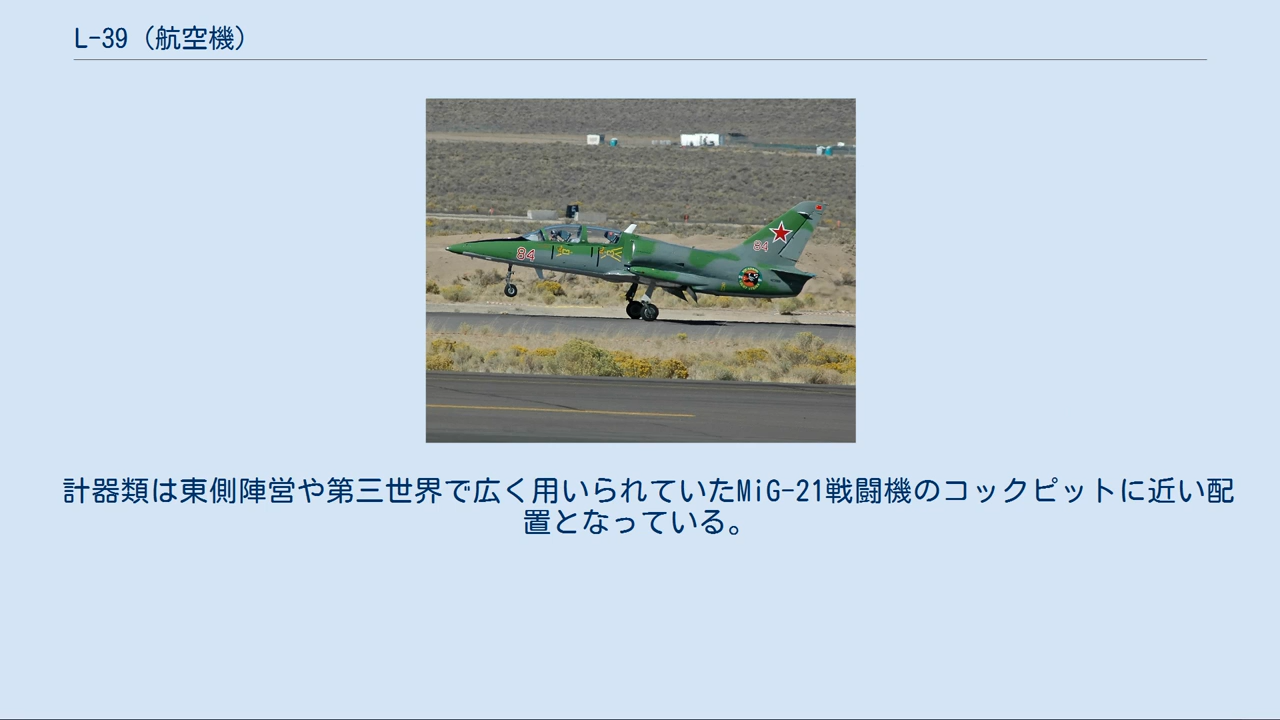 L-39（航空機）
84
84
計器類は東側陣営や第三世界で広く用いられていたMiG-21戦闘機のコックピットに近い配
置となっている。